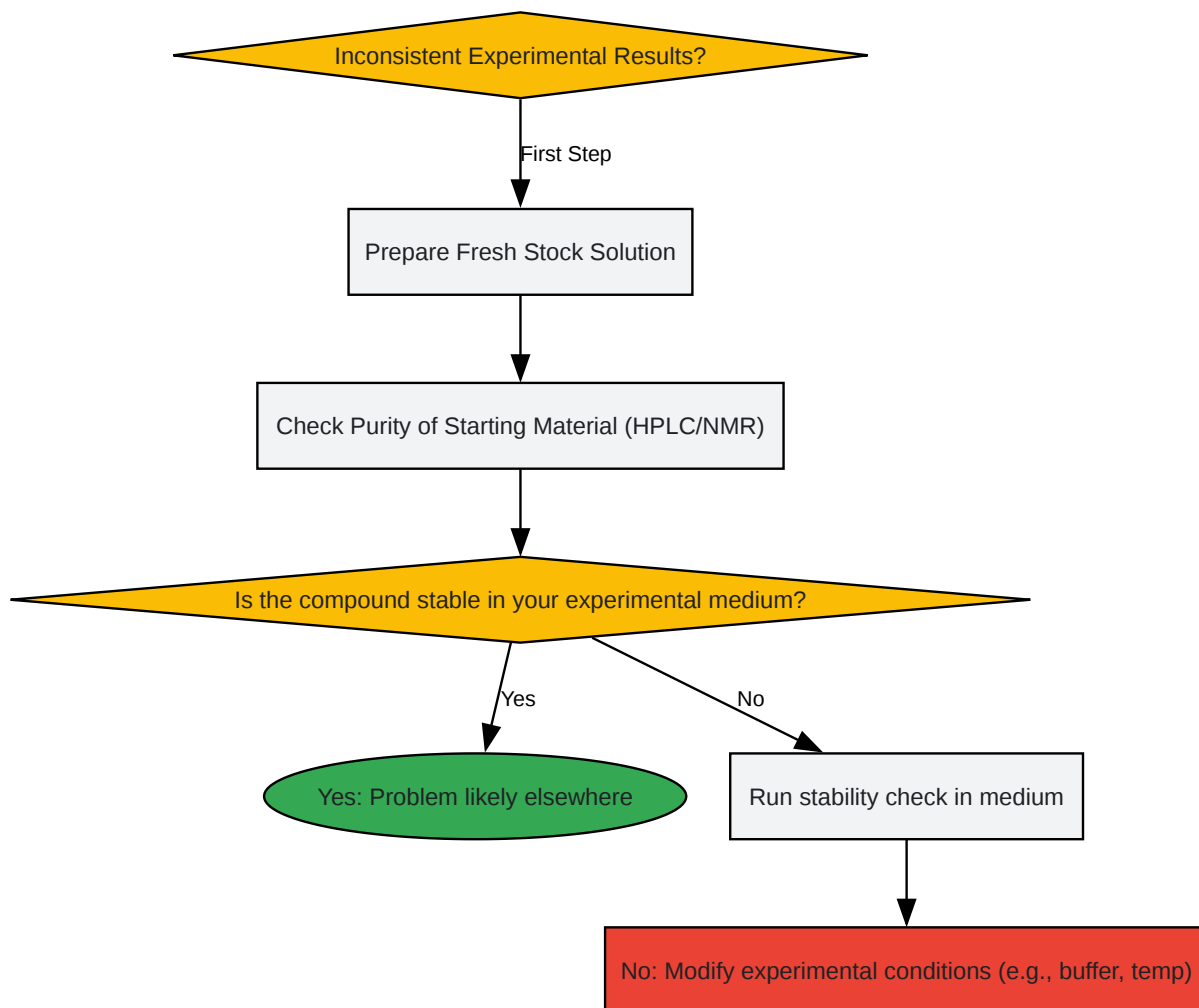 Inconsistent Experimental Results?
First Step
Prepare Fresh Stock Solution
Check Purity of Starting Material (HPLC/NMR)
Is the compound stable in your experimental medium?
Yes
No
Yes: Problem likely elsewhere
Run stability check in medium
No: Modify experimental conditions (e.g., buffer, temp)